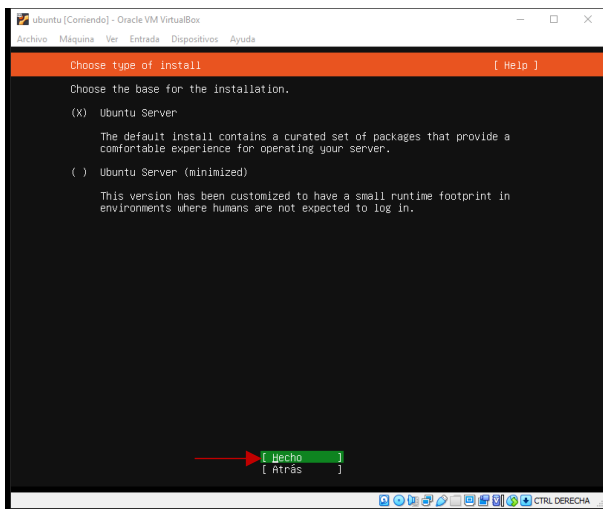 ubuntu [Corriendo] - Oracle VM VirtualBox
Archivo Máquina Ver Entrada Dispositivos Ayuda
Choose type of install [ Help ]
Choose the base for the installation.
(X) Ubuntu Server
The default install contains a curated set of packages that provide a
comfortable experience for operating your server.
( ) Ubuntu Server (minimized)
This version has been customized to have a small runtime footprint in
environments where humans are not expected to log in.
[ Hecho ]
[ Atrás ]
CTRL DERECHA